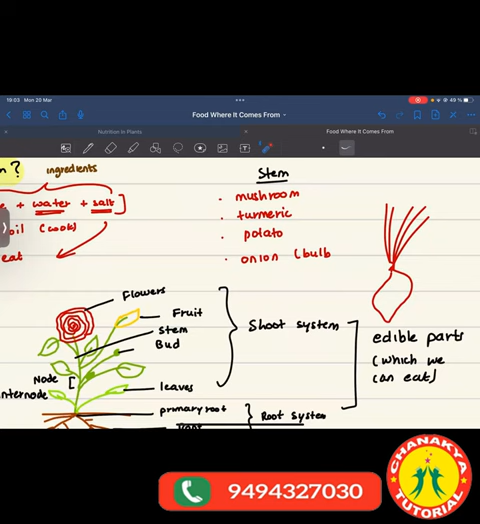 19:03 Mon 20 Mar
49%
Food Where It Comes From
Nutrition in Plants
Food Where It Comes From
?
ingredients
+ water + salt ]
oil (cook)
eat
Stem
· mushroom
· turmeric
· potato
· onion (bulb
Flowers
Fruit
Stem
Bud
Node
internode
leaves
Shoot system
primary root
Root system
edible parts
(which we
can eat)
9494327030
CHANAKYA
TUTORIAL